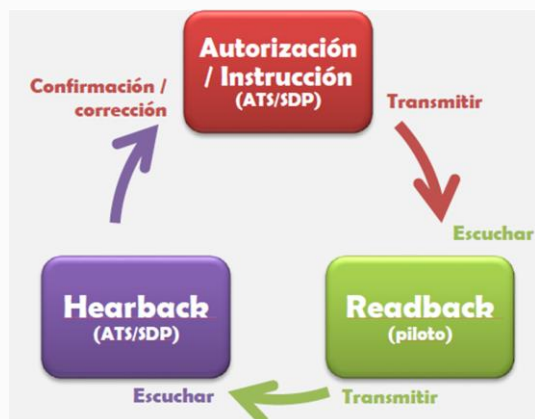 Autorización
/ Instrucción
(ATS/SDP)
Confirmación /
corrección
Transmitir
Escuchar
Hearback
(ATS/SDP)
Readback
(piloto)
Escuchar
Transmitir